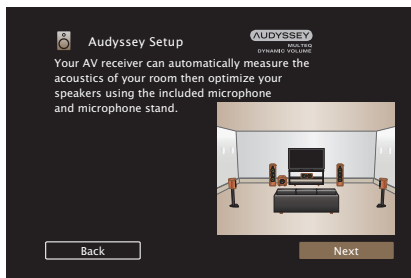 Audyssey Setup
AUDYSSEY
MULTEQ
DYNAMIC VOLUME
Your AV receiver can automatically measure the
acoustics of your room then optimize your
speakers using the included microphone
and microphone stand.
Back
Next